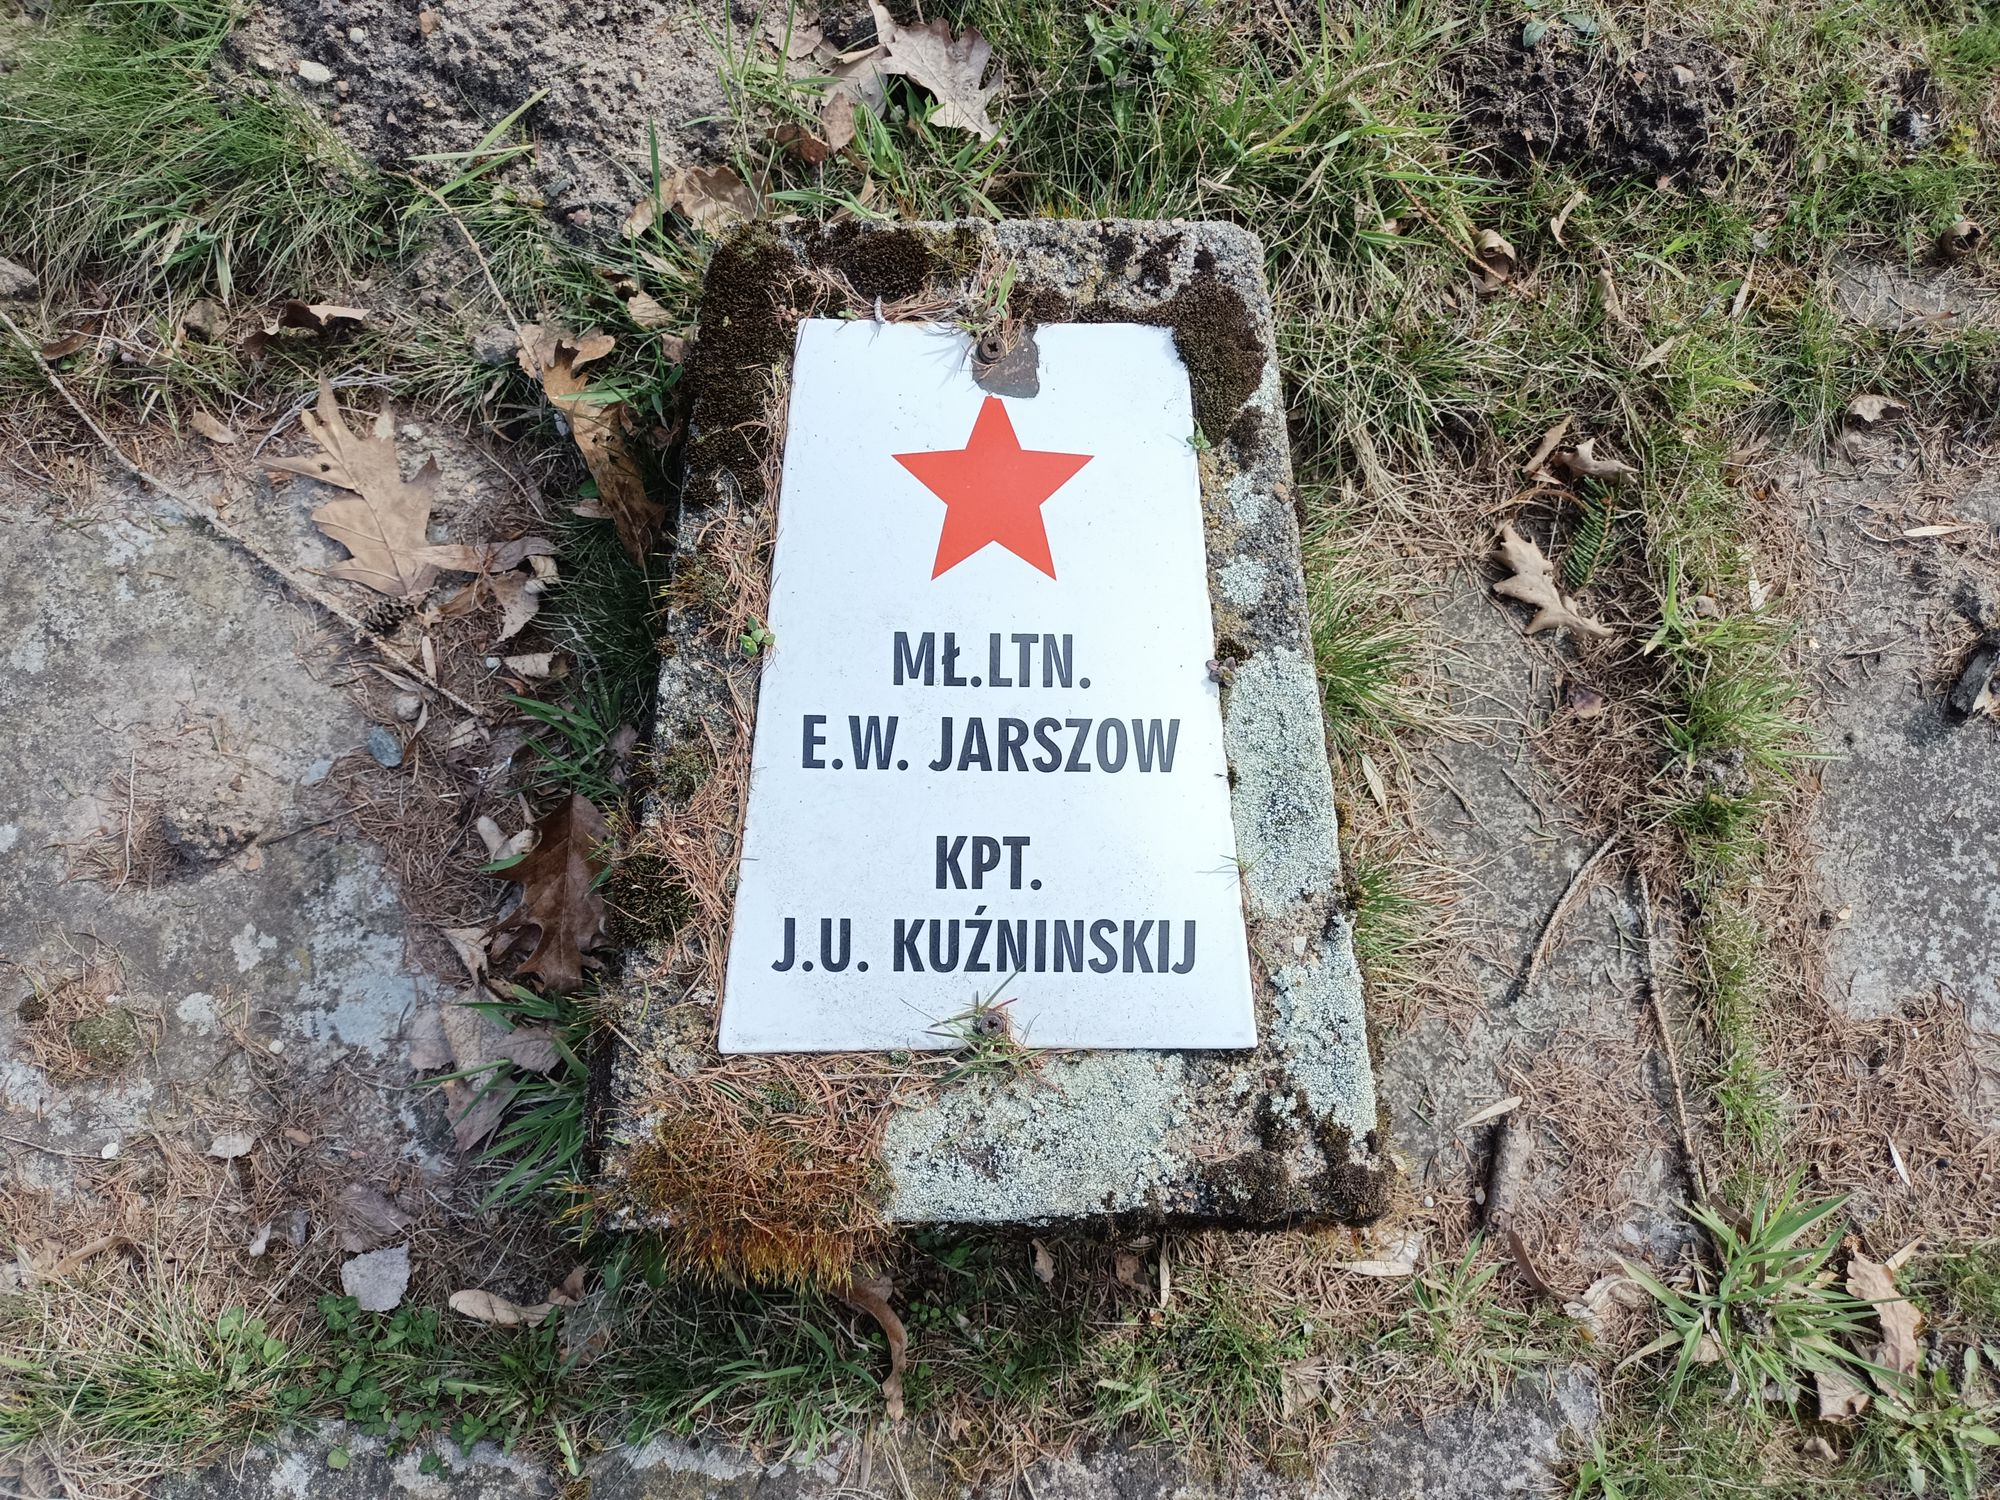 MŁ.LTN.
E.W. JARSZOW
KPT.
J.U. KUŹNINSKIJ